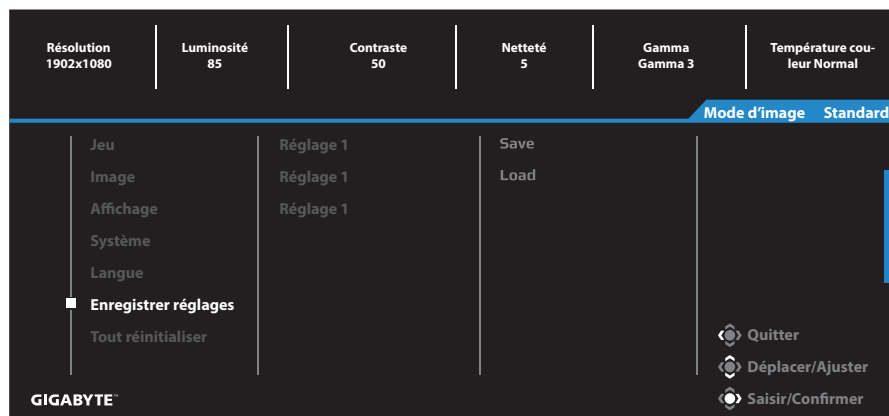 Résolution
1902x1080
Luminosité
85
Contraste
50
Netteté
5
Gamma
Gamma 3
Température cou-
leur Normal
Mode d’image Standard
Jeu
Image
Affichage
Système
Langue
Enregistrer réglages
Tout réinitialiser
Réglage 1
Réglage 1
Réglage 1
Save
Load
Quitter
Déplacer/Ajuster
Saisir/Confirmer
GIGABYTE™